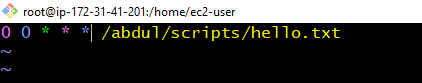 root@ip-172-31-41-201:/home/ec2-user
0 0 * * * /abdul/scripts/hello.txt
~
~